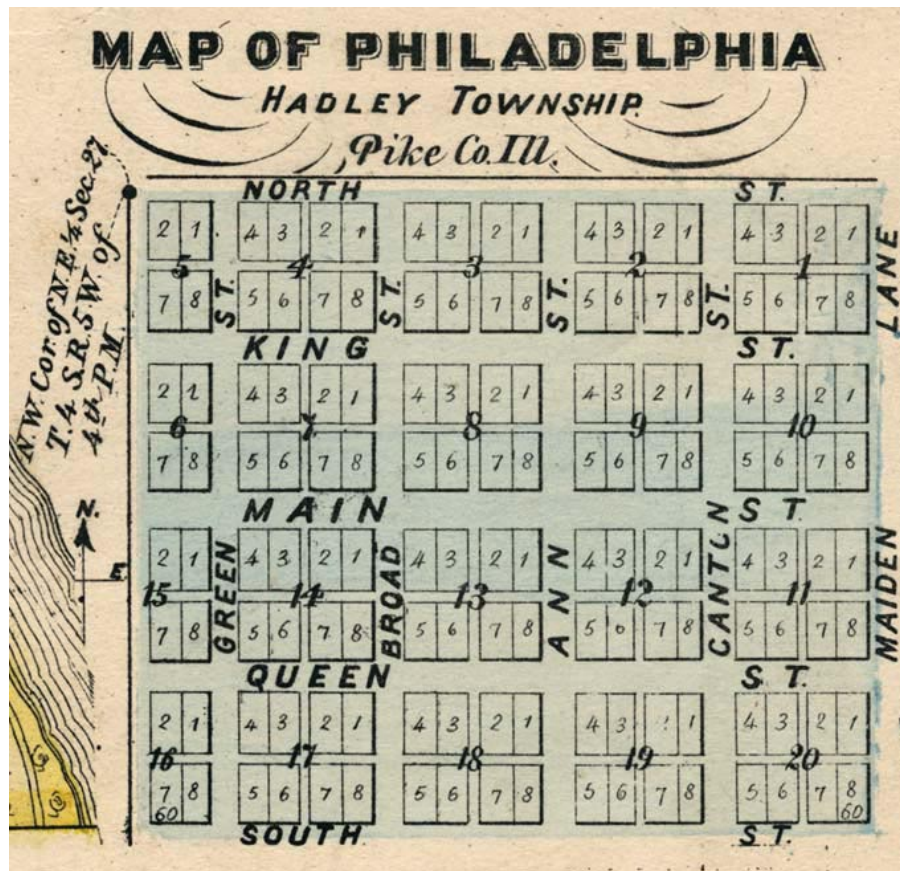 MAP OF PHILADELPHIA
HADLEY TOWNSHIP.
Pike Co. Ill.
N.W. Cor. of N.E. ¼ Sec. 27.
T. 4. S. R. 5. W. of
4th P.M.
NORTH ST.
2 1 4 3 2 1 4 3 2 1 4 3 2 1 4 3 2 1
5 4 3 2 1
7 8 5 6 7 8 5 6 7 8 5 6 7 8 5 6 7 8
ST. ST. ST. ST. LANE
KING ST.
2 1 4 3 2 1 4 3 2 1 4 3 2 1 4 3 2 1
6 7 8 9 10
7 8 5 6 7 8 5 6 7 8 5 6 7 8 5 6 7 8
N.
E.
MAIN ST
2 1 4 3 2 1 4 3 2 1 4 3 2 1 4 3 2 1
15 14 13 12 11
7 8 5 6 7 8 5 6 7 8 5 6 7 8 5 6 7 8
GREEN BROAD ANN CANTON MAIDEN
QUEEN ST.
2 1 4 3 2 1 4 3 2 1 4 3 1 4 3 2 1
16 17 18 19 20
7 8 5 6 7 8 5 6 7 8 5 6 7 8 5 6 7 8
60 60
SOUTH ST.